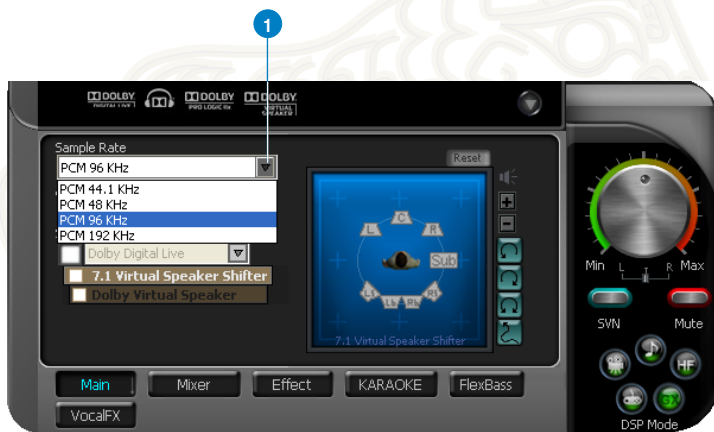 1
DOLBY DIGITAL LIVE
DOLBY PRO LOGIC IIx
DOLBY VIRTUAL SPEAKER
Sample Rate
PCM 96 KHz
Reset
PCM 44.1 KHz
PCM 48 KHz
PCM 96 KHz
PCM 192 KHz
Dolby Digital Live
7.1 Virtual Speaker Shifter
Dolby Virtual Speaker
C
L
R
Sub
Ls
Rs
Lb
Rb
7.1 Virtual Speaker Shifter
Min
L
R
Max
SVN
Mute
HF
GX
DSP Mode
Main
Mixer
Effect
KARAOKE
FlexBass
VocalFX